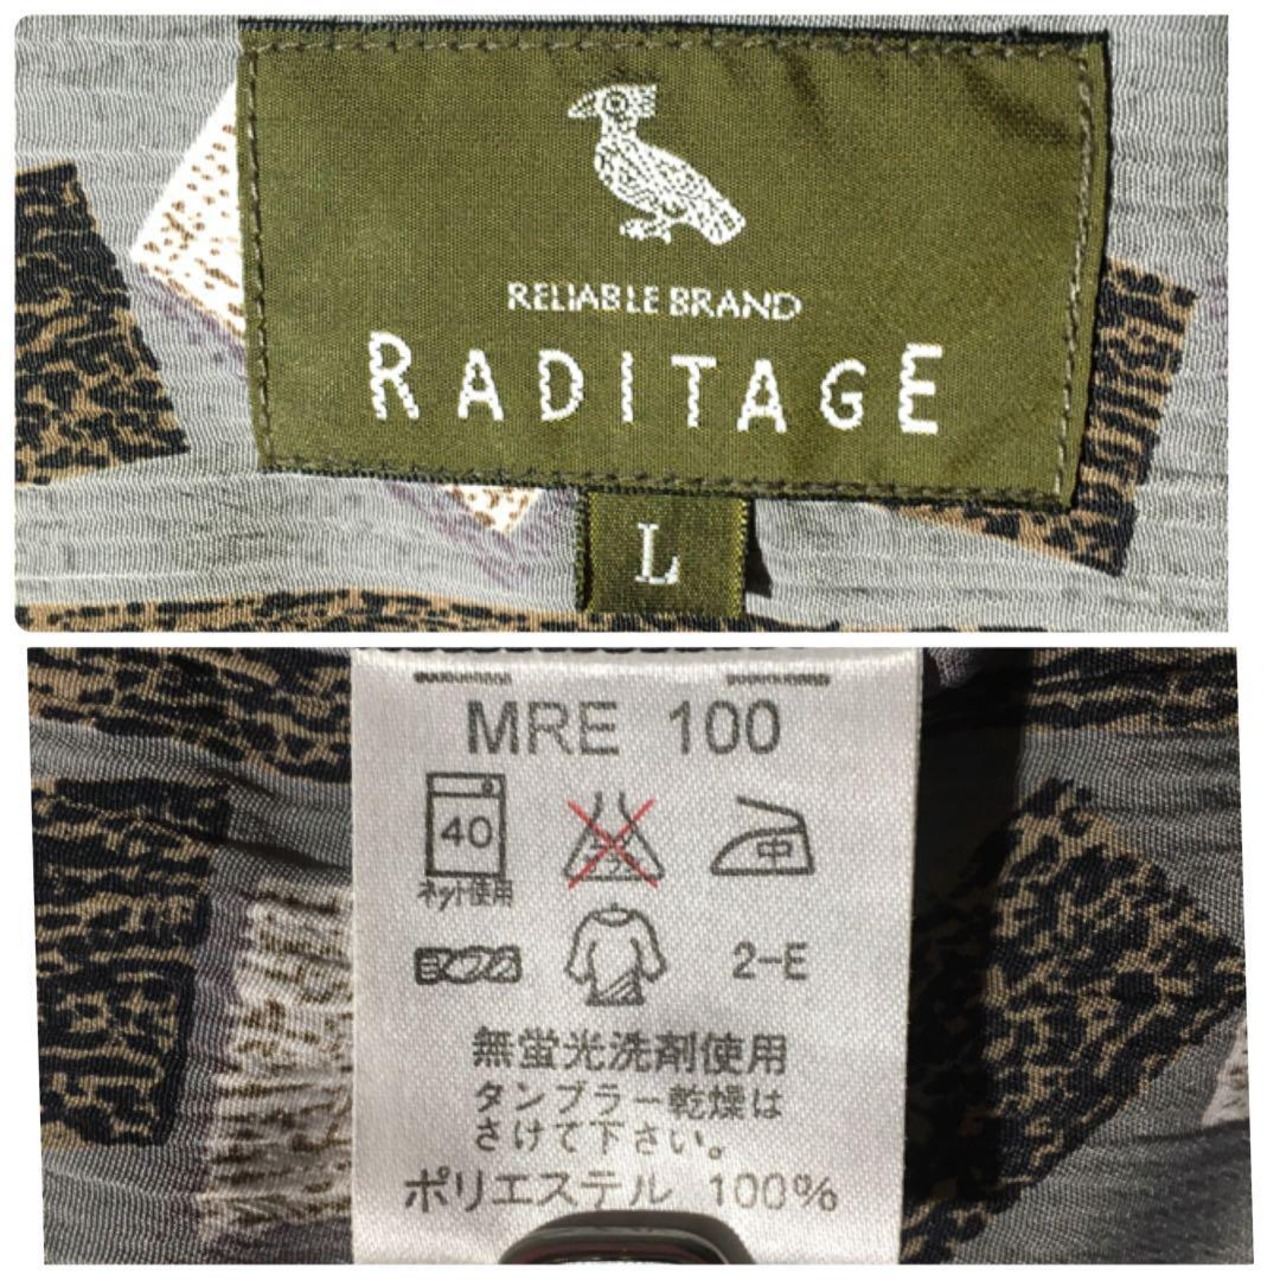 RELIABLE BRAND
RADITAGE
L
MRE 100
40
中
ネット使用
2-E
無蛍光洗剤使用
タンブラー乾燥は
さけて下さい。
ポリエステル 100%